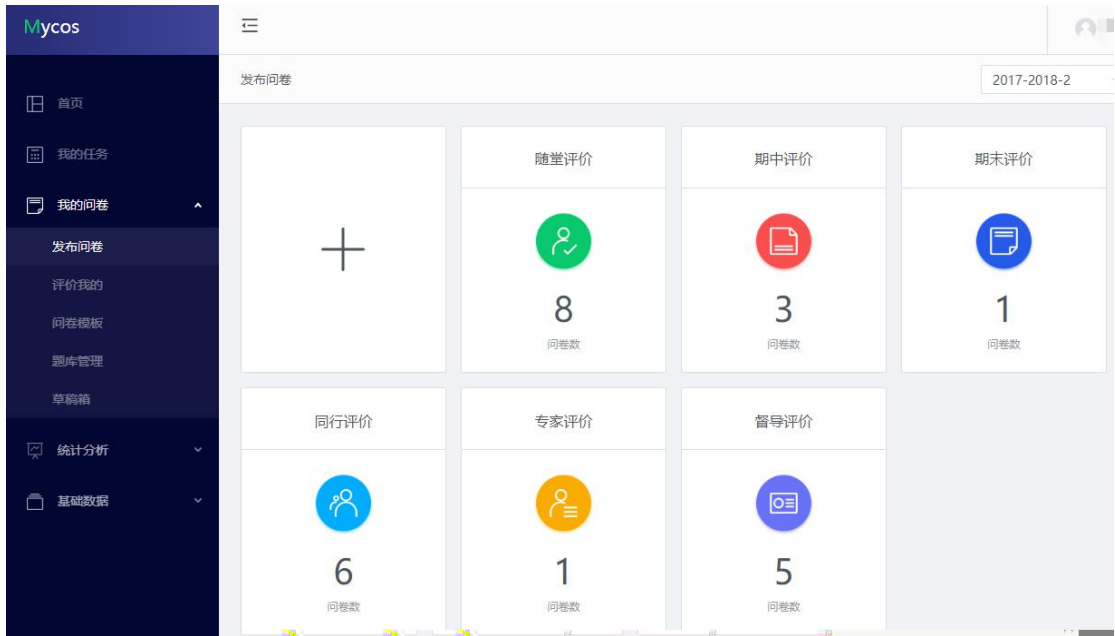 Mycos
首页
我的任务
我的问卷
发布问卷
评价我的
问卷模板
题库管理
草稿箱
统计分析
基础数据
发布问卷
2017-2018-2
随堂评价
期中评价
期末评价
8
3
1
问卷数
问卷数
问卷数
同行评价
专家评价
督导评价
6
1
5
问卷数
问卷数
问卷数